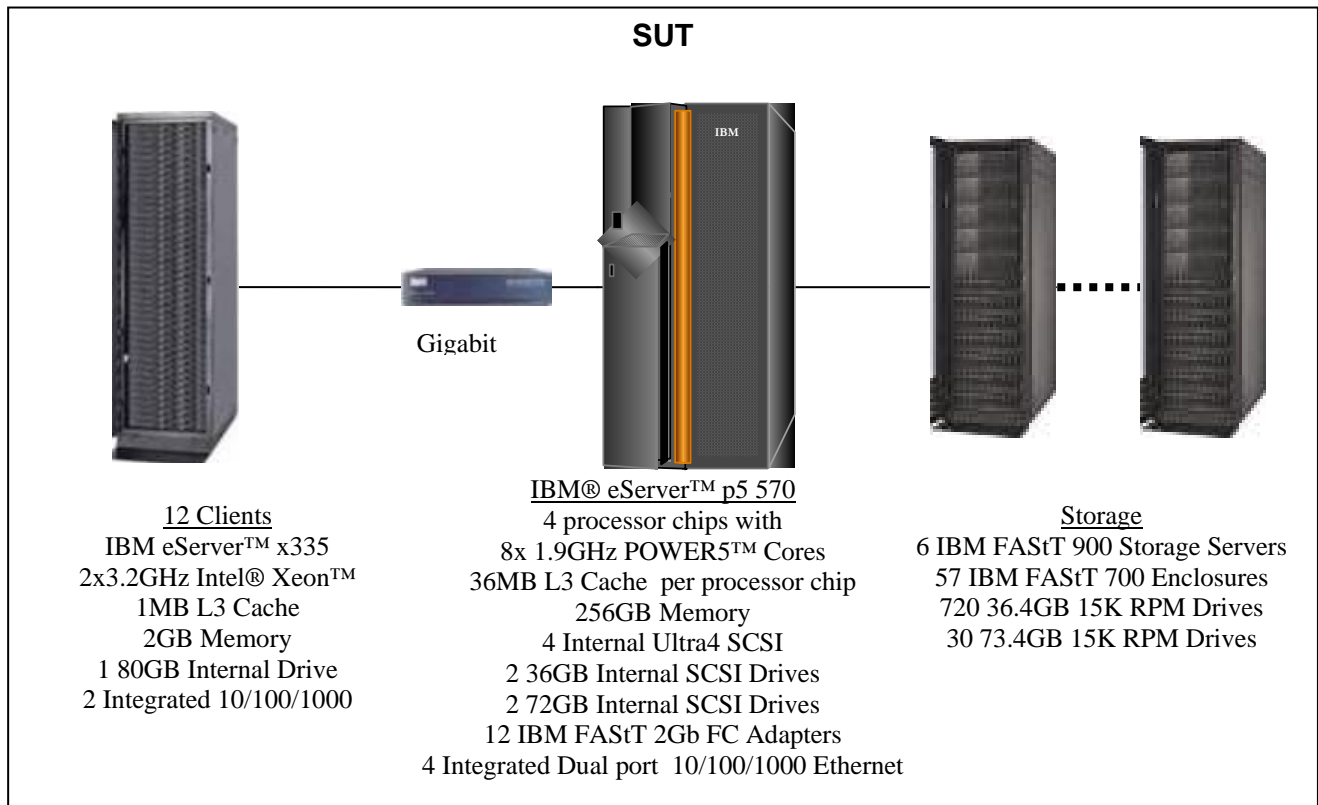 SUT
IBM
Gigabit
12 Clients
IBM eServer™ x335
2x3.2GHz Intel® Xeon™
1MB L3 Cache
2GB Memory
1 80GB Internal Drive
2 Integrated 10/100/1000
IBM® eServer™ p5 570
4 processor chips with
8x 1.9GHz POWER5™ Cores
36MB L3 Cache per processor chip
256GB Memory
4 Internal Ultra4 SCSI
2 36GB Internal SCSI Drives
2 72GB Internal SCSI Drives
12 IBM FAStT 2Gb FC Adapters
4 Integrated Dual port 10/100/1000 Ethernet
Storage
6 IBM FAStT 900 Storage Servers
57 IBM FAStT 700 Enclosures
720 36.4GB 15K RPM Drives
30 73.4GB 15K RPM Drives